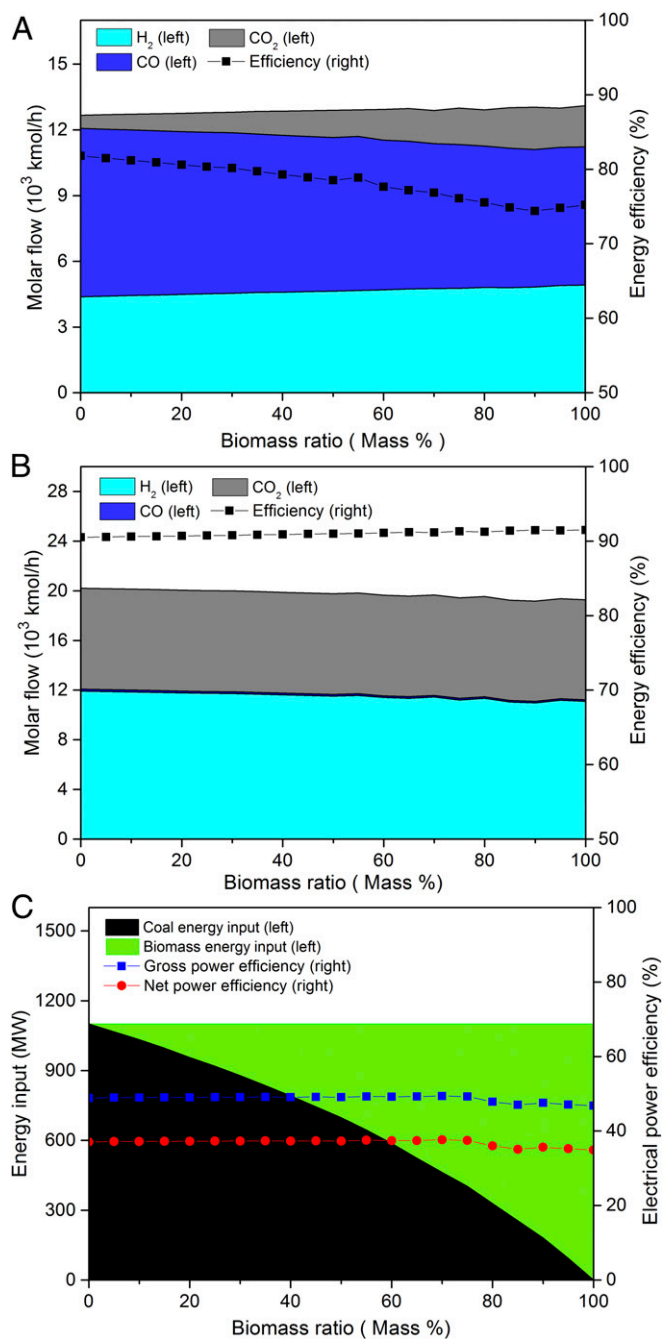 A
H2 (left) CO2 (left)
CO (left) Efficiency (right)
15
12
9
6
3
0
100
90
80
70
60
50
0 20 40 60 80 100
Molar flow (10³ kmol/h)
Energy efficiency (%)
Biomass ratio ( Mass % )
B
H2 (left) CO2 (left)
CO (left) Efficiency (right)
28
24
20
16
12
8
4
0
100
90
80
70
60
50
0 20 40 60 80 100
Molar flow (10³ kmol/h)
Energy efficiency (%)
Biomass ratio ( Mass %)
C
Coal energy input (left)
Biomass energy input (left)
Gross power efficiency (right)
Net power efficiency (right)
1500
1200
900
600
300
0
100
80
60
40
20
0
0 20 40 60 80 100
Energy input (MW)
Electrical power efficiency (%)
Biomass ratio ( Mass %)